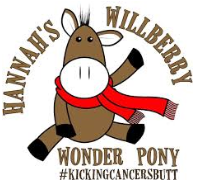 HANNAH'S WILLBERRY
WONDER PONY
#KICKINGCANCERSBUTT